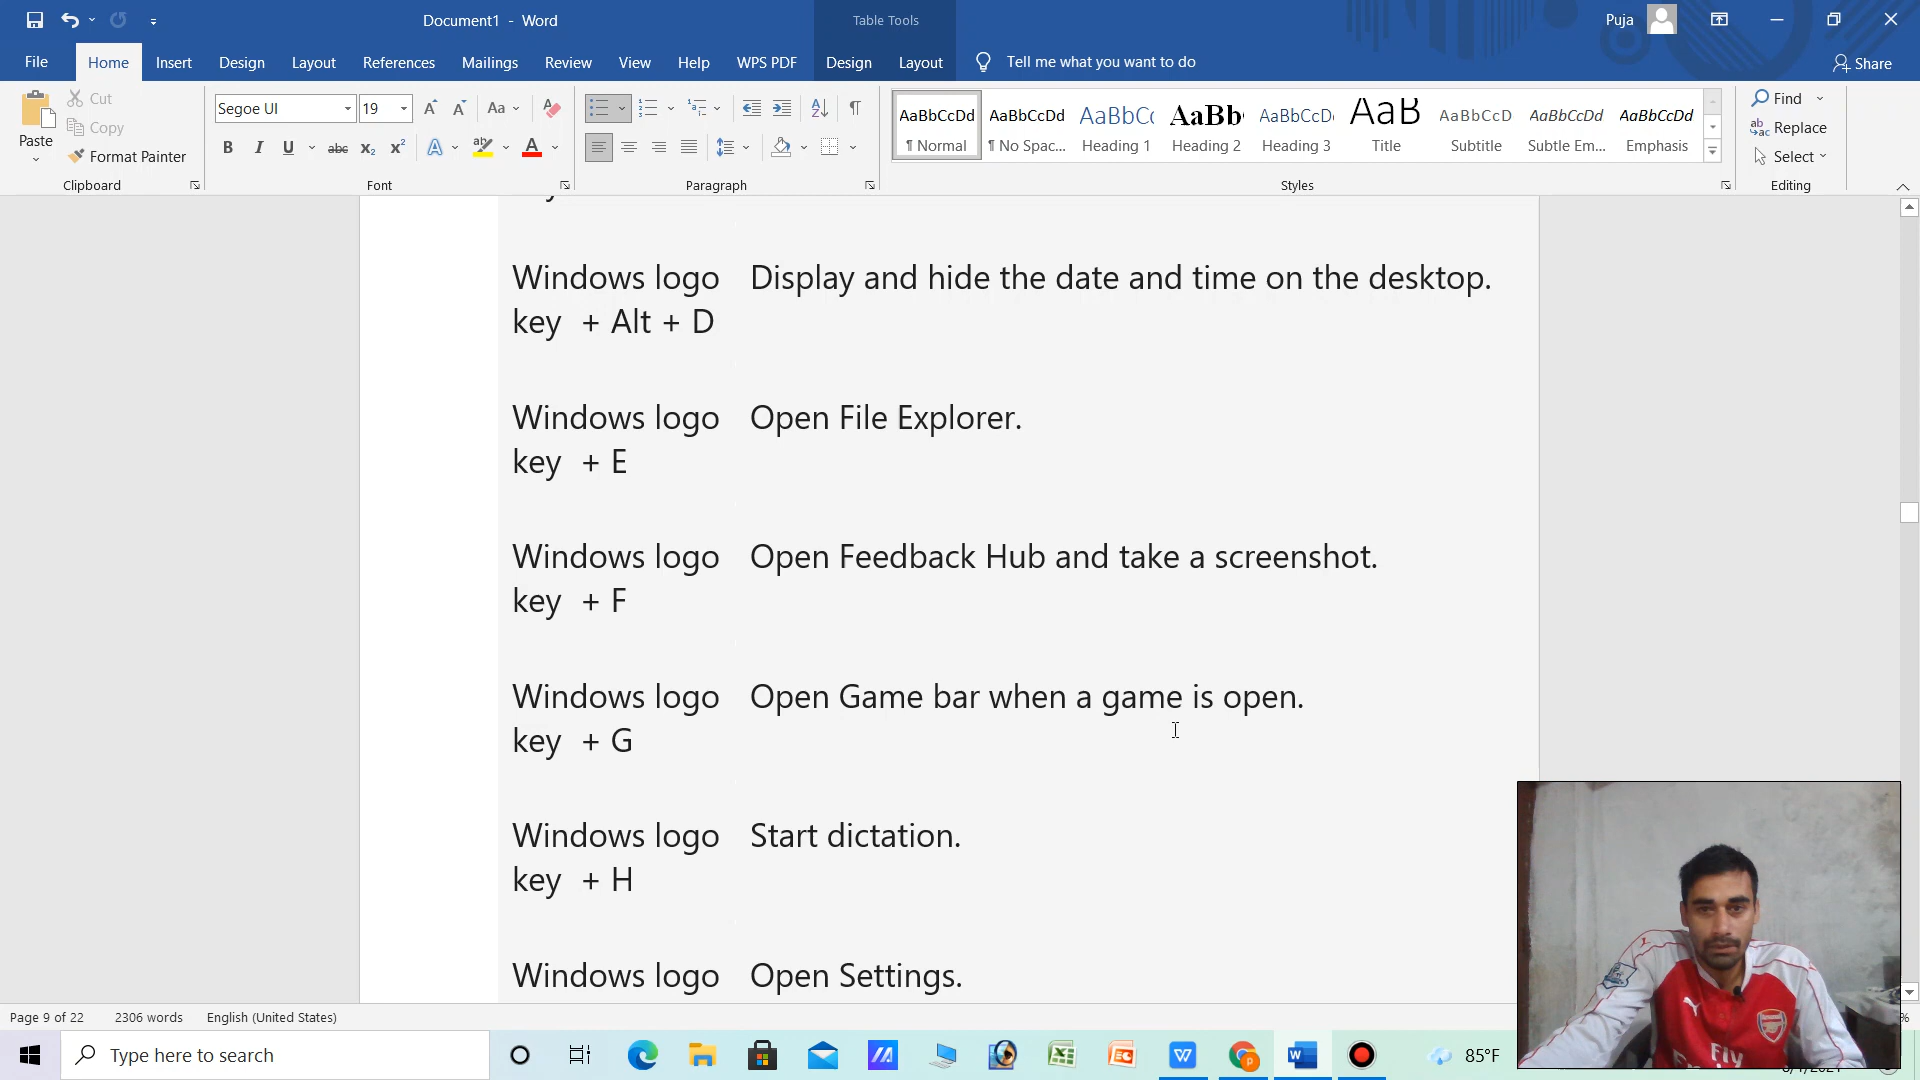 Document1 - Word
Table Tools
Puja
File Home Insert Design Layout References Mailings Review View Help WPS PDF Design Layout Tell me what you want to do Share
Paste
Cut
Copy
Format Painter
Clipboard
Segoe UI 19
Font
Paragraph
AaBbCcDd AaBbCcDd AaBbCc AaBb AaBbCcD AaB AaBbCcD AaBbCcDd AaBbCcDd
¶ Normal ¶ No Spac... Heading 1 Heading 2 Heading 3 Title Subtitle Subtle Em... Emphasis
Styles
Find
Replace
Select
Editing
Windows logo Display and hide the date and time on the desktop.
key + Alt + D
Windows logo Open File Explorer.
key + E
Windows logo Open Feedback Hub and take a screenshot.
key + F
Windows logo Open Game bar when a game is open.
key + G
Windows logo Start dictation.
key + H
Windows logo Open Settings.
Page 9 of 22 2306 words English (United States)
Type here to search
85°F